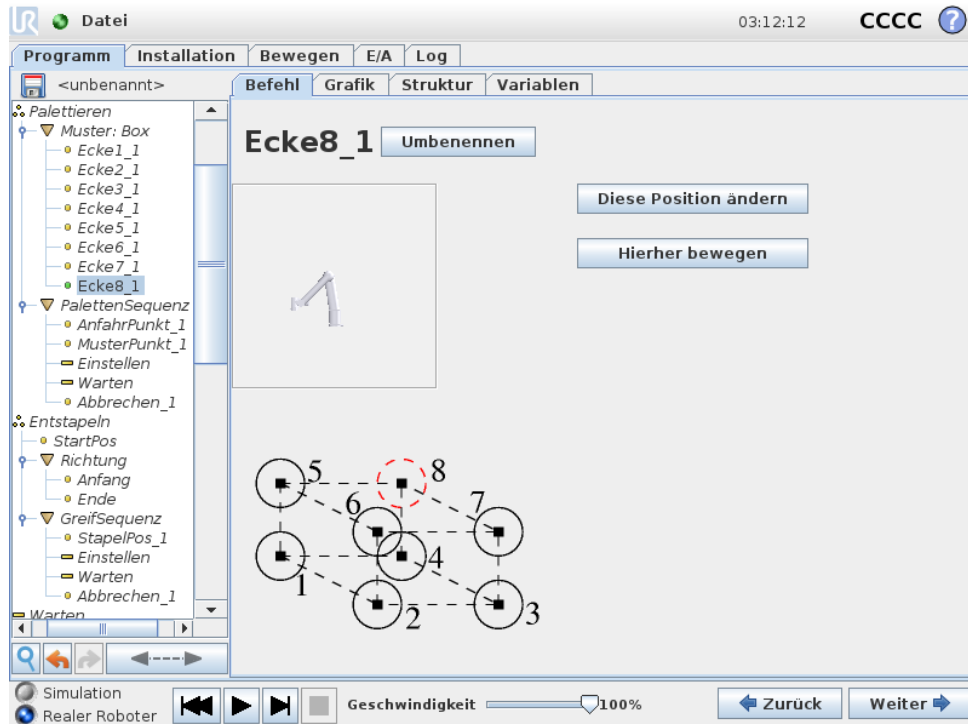 UR Datei 03:12:12 CCCC ?
Programm Installation Bewegen E/A Log
<unbenannt> Befehl Grafik Struktur Variablen
Palettieren
Muster: Box
Ecke1_1
Ecke2_1
Ecke3_1
Ecke4_1
Ecke5_1
Ecke6_1
Ecke7_1
Ecke8_1
PalettenSequenz
AnfahrPunkt_1
MusterPunkt_1
Einstellen
Warten
Abbrechen_1
Entstapeln
StartPos
Richtung
Anfang
Ende
GreifSequenz
StapelPos_1
Einstellen
Warten
Abbrechen_1
Warten
Ecke8_1 Umbenennen
Diese Position ändern
Hierher bewegen
5 8
6 7
4
1
2 3
Simulation
Realer Roboter
Geschwindigkeit 100%
Zurück Weiter